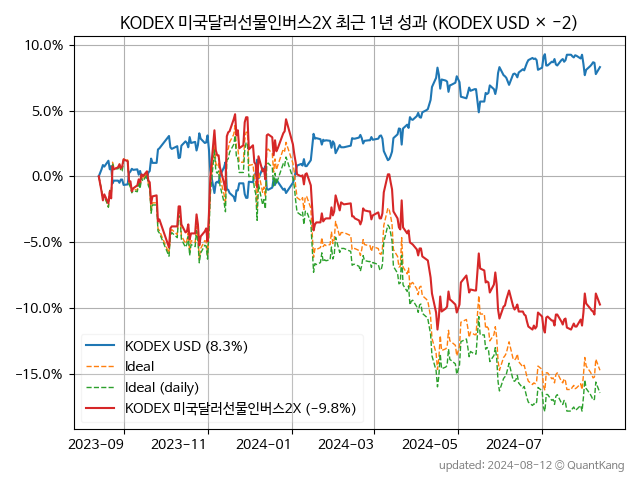 KODEX 미국달러선물인버스2X 최근 1년 성과 (KODEX USD × −2)
10.0%
5.0%
0.0%
−5.0%
−10.0%
−15.0%
KODEX USD (8.3%)
Ideal
Ideal (daily)
KODEX 미국달러선물인버스2X (−9.8%)
2023-09 2023-11 2024-01 2024-03 2024-05 2024-07
updated: 2024-08-12 © QuantKang